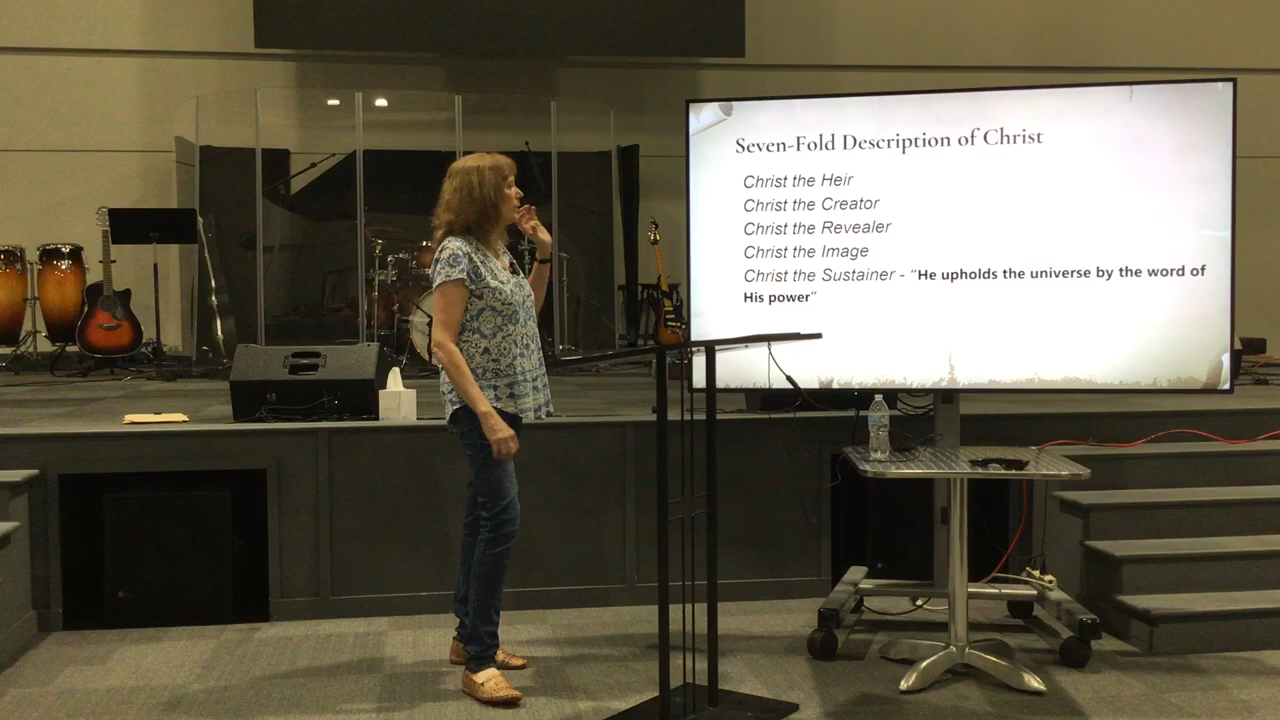 Seven-Fold Description of Christ
Christ the Heir
Christ the Creator
Christ the Revealer
Christ the Image
Christ the Sustainer - "He upholds the universe by the word of
His power"